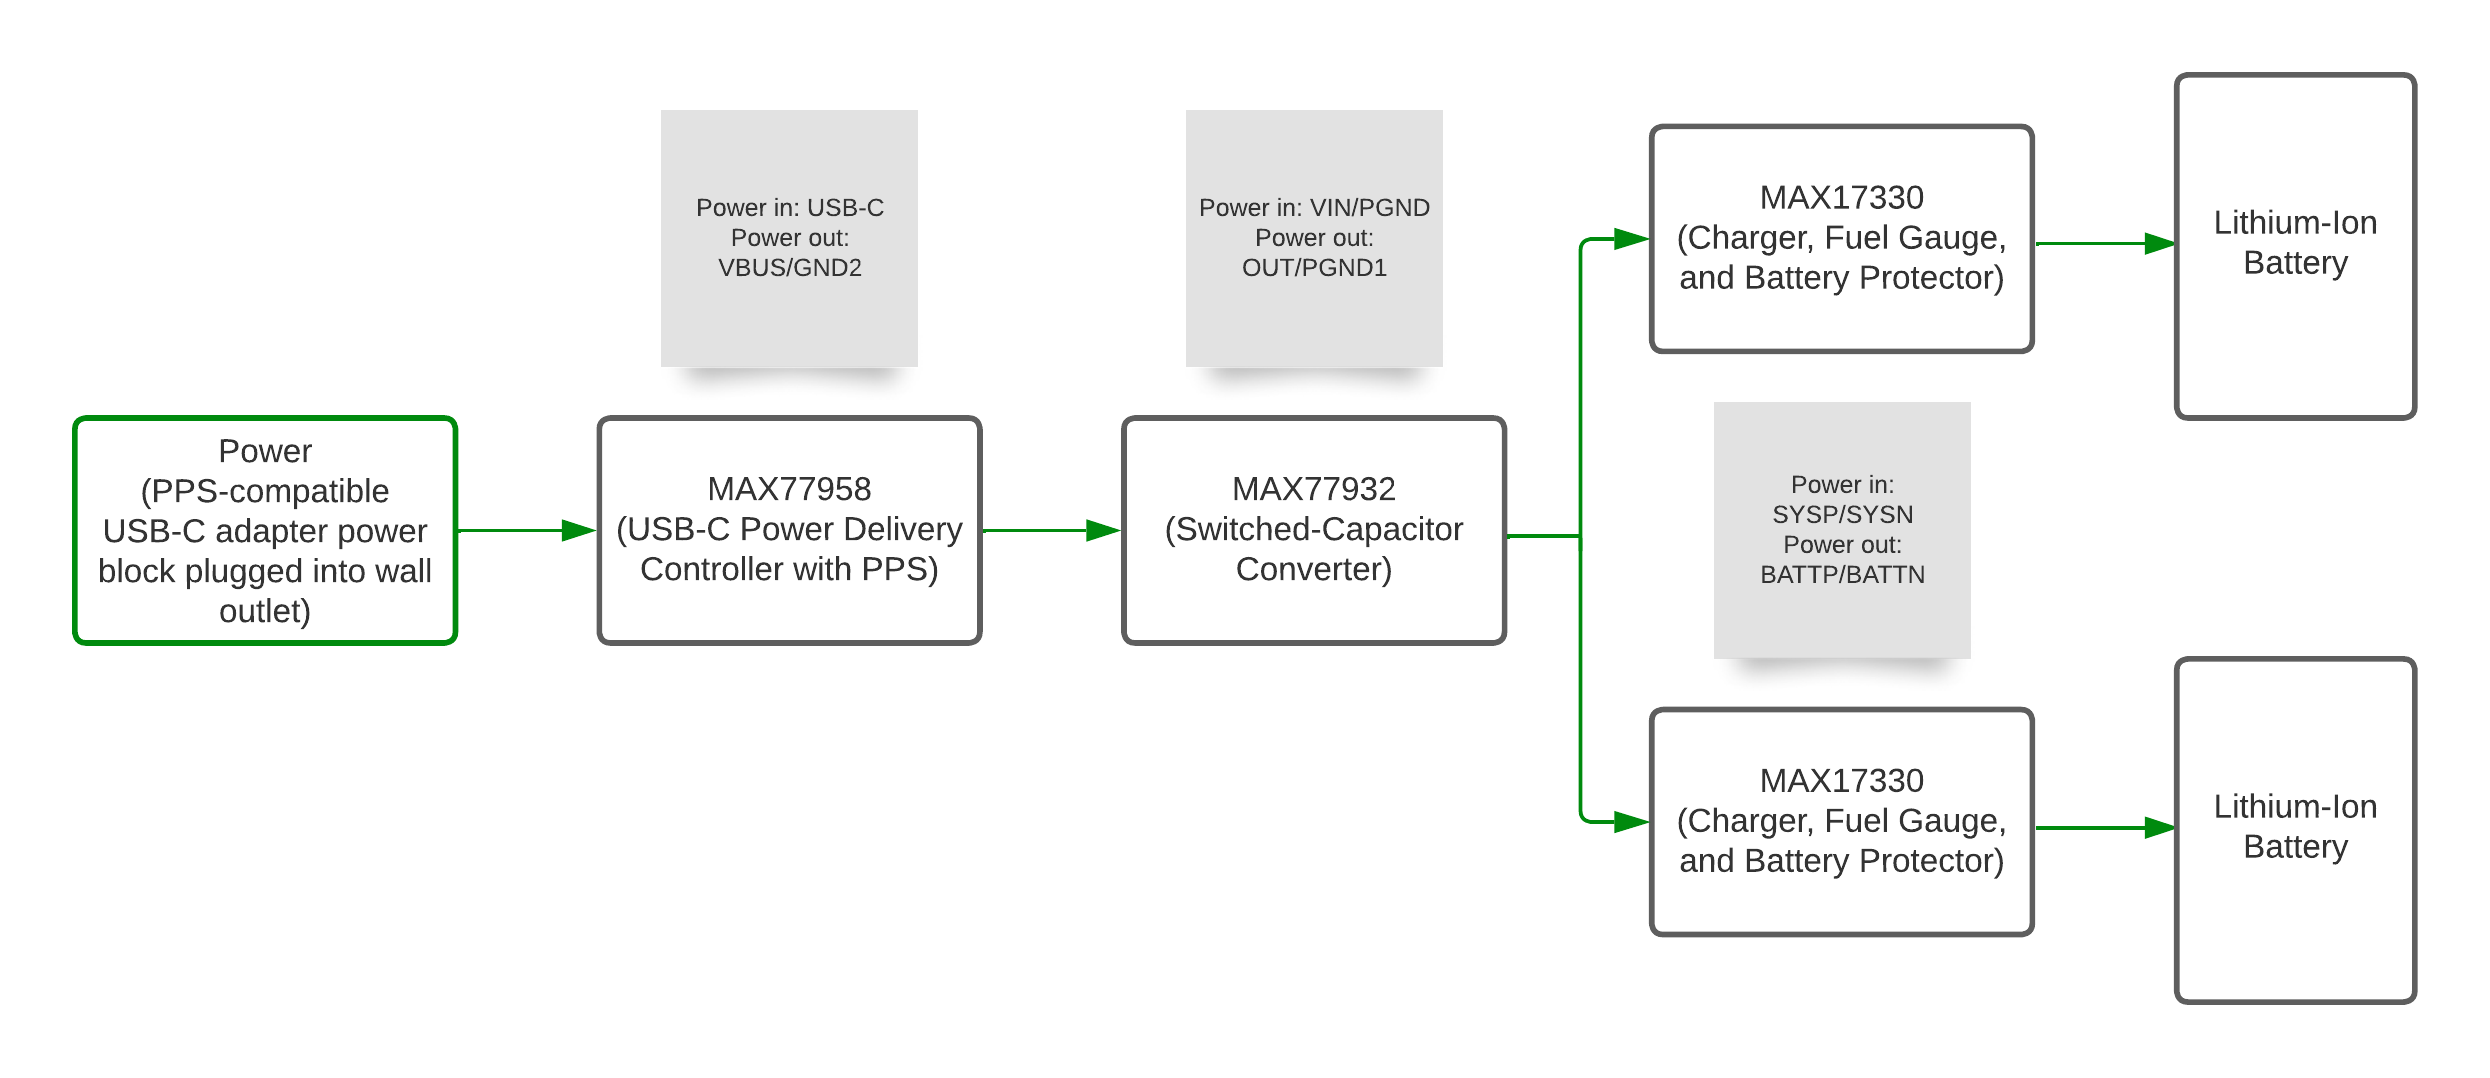 Power
(PPS-compatible
USB-C adapter power
block plugged into wall
outlet)
Power in: USB-C
Power out:
VBUS/GND2
MAX77958
(USB-C Power Delivery
Controller with PPS)
Power in: VIN/PGND
Power out:
OUT/PGND1
MAX77932
(Switched-Capacitor
Converter)
MAX17330
(Charger, Fuel Gauge,
and Battery Protector)
Lithium-Ion
Battery
Power in:
SYSP/SYSN
Power out:
BATTP/BATTN
MAX17330
(Charger, Fuel Gauge,
and Battery Protector)
Lithium-Ion
Battery